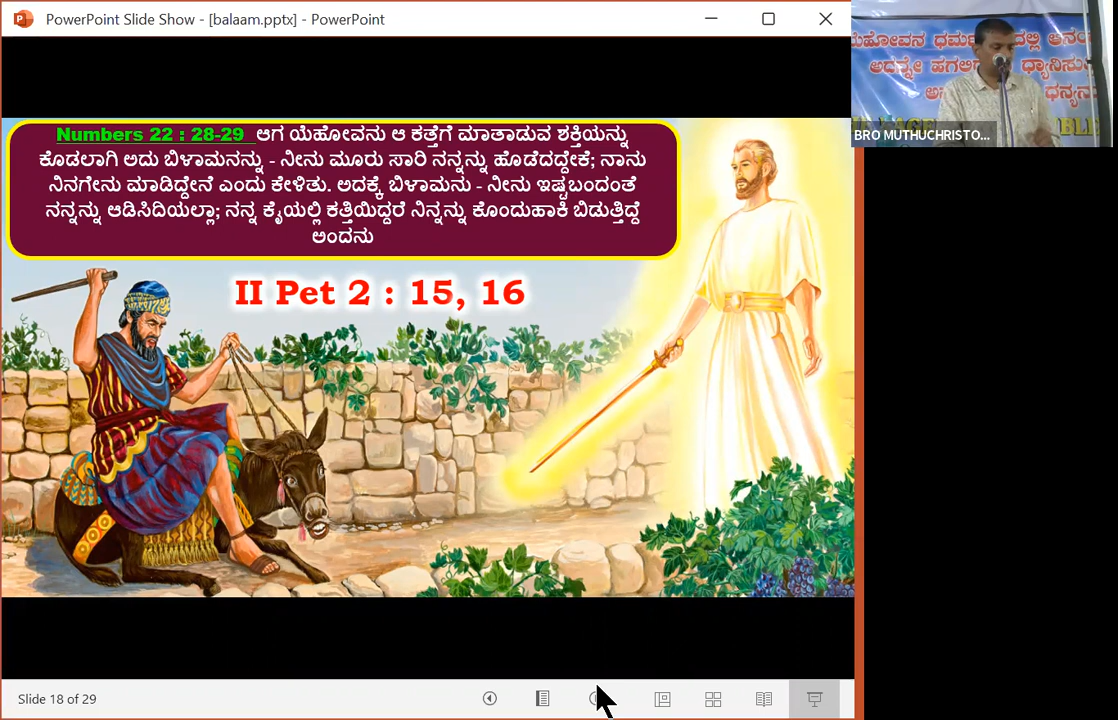 PowerPoint Slide Show - [balaam.pptx] - PowerPoint
Numbers 22 : 28-29 ಆಗ ಯೆಹೋವನು ಆ ಕತ್ತೆಗೆ ಮಾತಾಡುವ ಶಕ್ತಿಯನ್ನು
ಕೊಡಲಾಗಿ ಅದು ಬಿಳಾಮನನ್ನು - ನೀನು ಮೂರು ಸಾರಿ ನನ್ನನ್ನು ಹೊಡೆದದ್ದೇಕೆ; ನಾನು
ನಿನಗೇನು ಮಾಡಿದ್ದೇನೆ ಎಂದು ಕೇಳಿತು. ಅದಕ್ಕೆ ಬಿಳಾಮನು - ನೀನು ಇಷ್ಟಬಂದಂತೆ
ನನ್ನನ್ನು ಆಡಿಸಿದಿಯಲ್ಲಾ; ನನ್ನ ಕೈಯಲ್ಲಿ ಕತ್ತಿಯಿದ್ದರೆ ನಿನ್ನನ್ನು ಕೊಂದುಹಾಕಿ ಬಿಡುತ್ತಿದ್ದೆ
ಅಂದನು
II Pet 2 : 15, 16
BRO MUTHUCHRISTO...
Slide 18 of 29